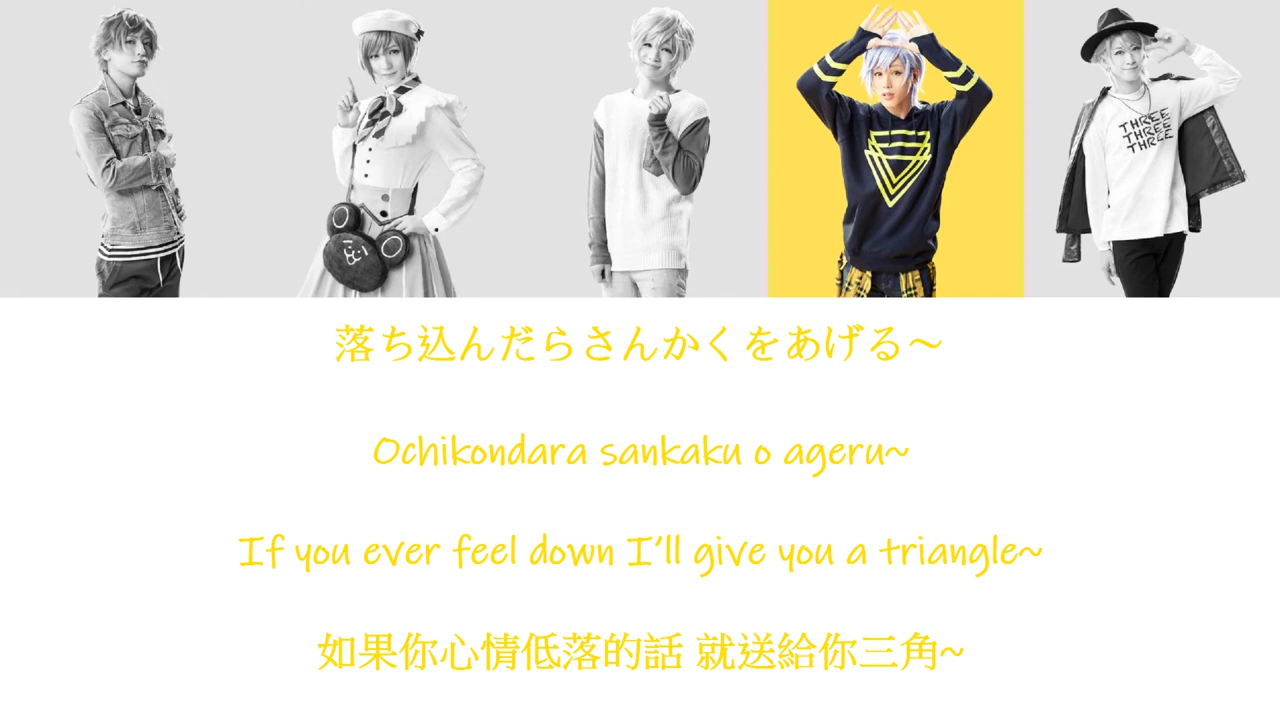 THREE
THREE
THREE
落ち込んだらさんかくをあげる～
Ochikondara sankaku o ageru~
If you ever feel down I'll give you a triangle~
如果你心情低落的話 就送給你三角~